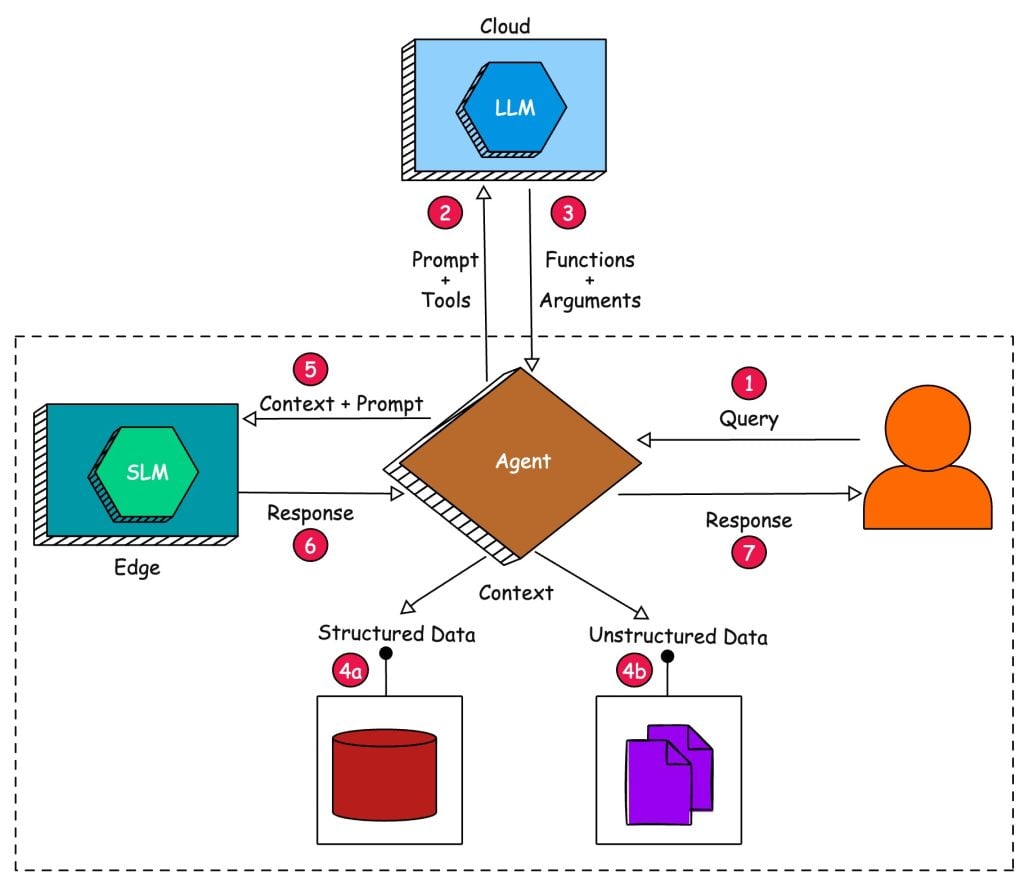 Cloud
LLM
2
3
Prompt
+
Tools
Functions
+
Arguments
5
Context + Prompt
1
Query
SLM
Agent
Response
6
Response
7
Edge
Context
Structured Data
Unstructured Data
4a
4b